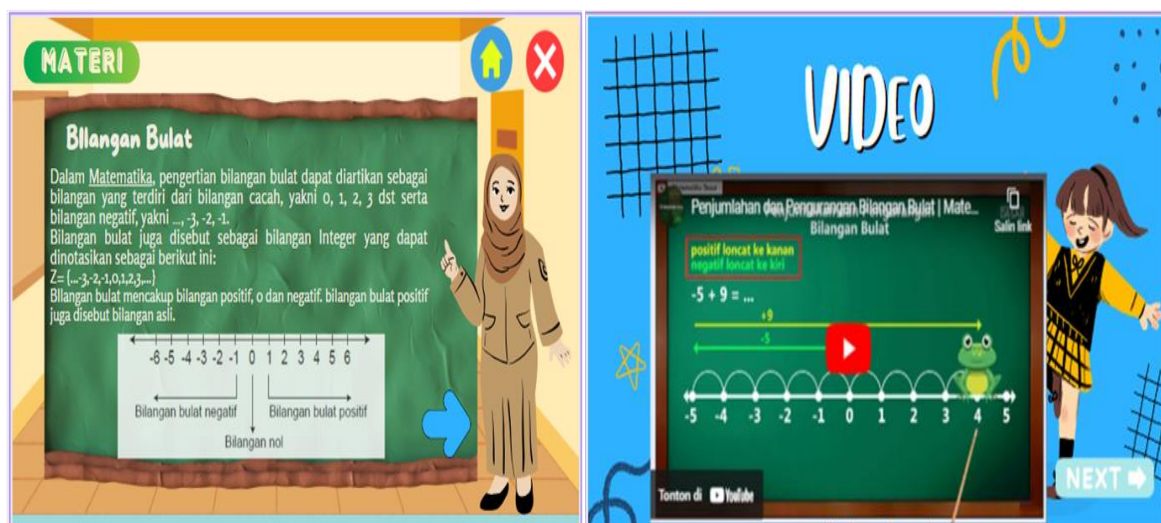 MATERI
BIlangan Bulat
Dalam Matematika, pengertian bilangan bulat dapat diartikan sebagai
bilangan yang terdiri dari bilangan cacah, yakni 0, 1, 2, 3 dst serta
bilangan negatif, yakni ..., -3, -2, -1.
Bilangan bulat juga disebut sebagai bilangan Integer yang dapat
dinotasikan sebagai berikut ini:
Z= {...-3,-2,-1,0,1,2,3,...}
BIlangan bulat mencakup bilangan positif, 0 dan negatif. bilangan bulat positif
juga disebut bilangan asli.
-6 -5 -4 -3 -2 -1 0 1 2 3 4 5 6
Bilangan bulat negatif Bilangan bulat positif
Bilangan nol
VIDEO
Penjumlahan dan Pengurangan Bilangan Bulat | Mate...
Salin link
Bilangan Bulat
positif loncat ke kanan
negatif loncat ke kiri
-5 + 9 = ...
+9
-5
-5 -4 -3 -2 -1 0 1 2 3 4 5
Tonton di YouTube
NEXT